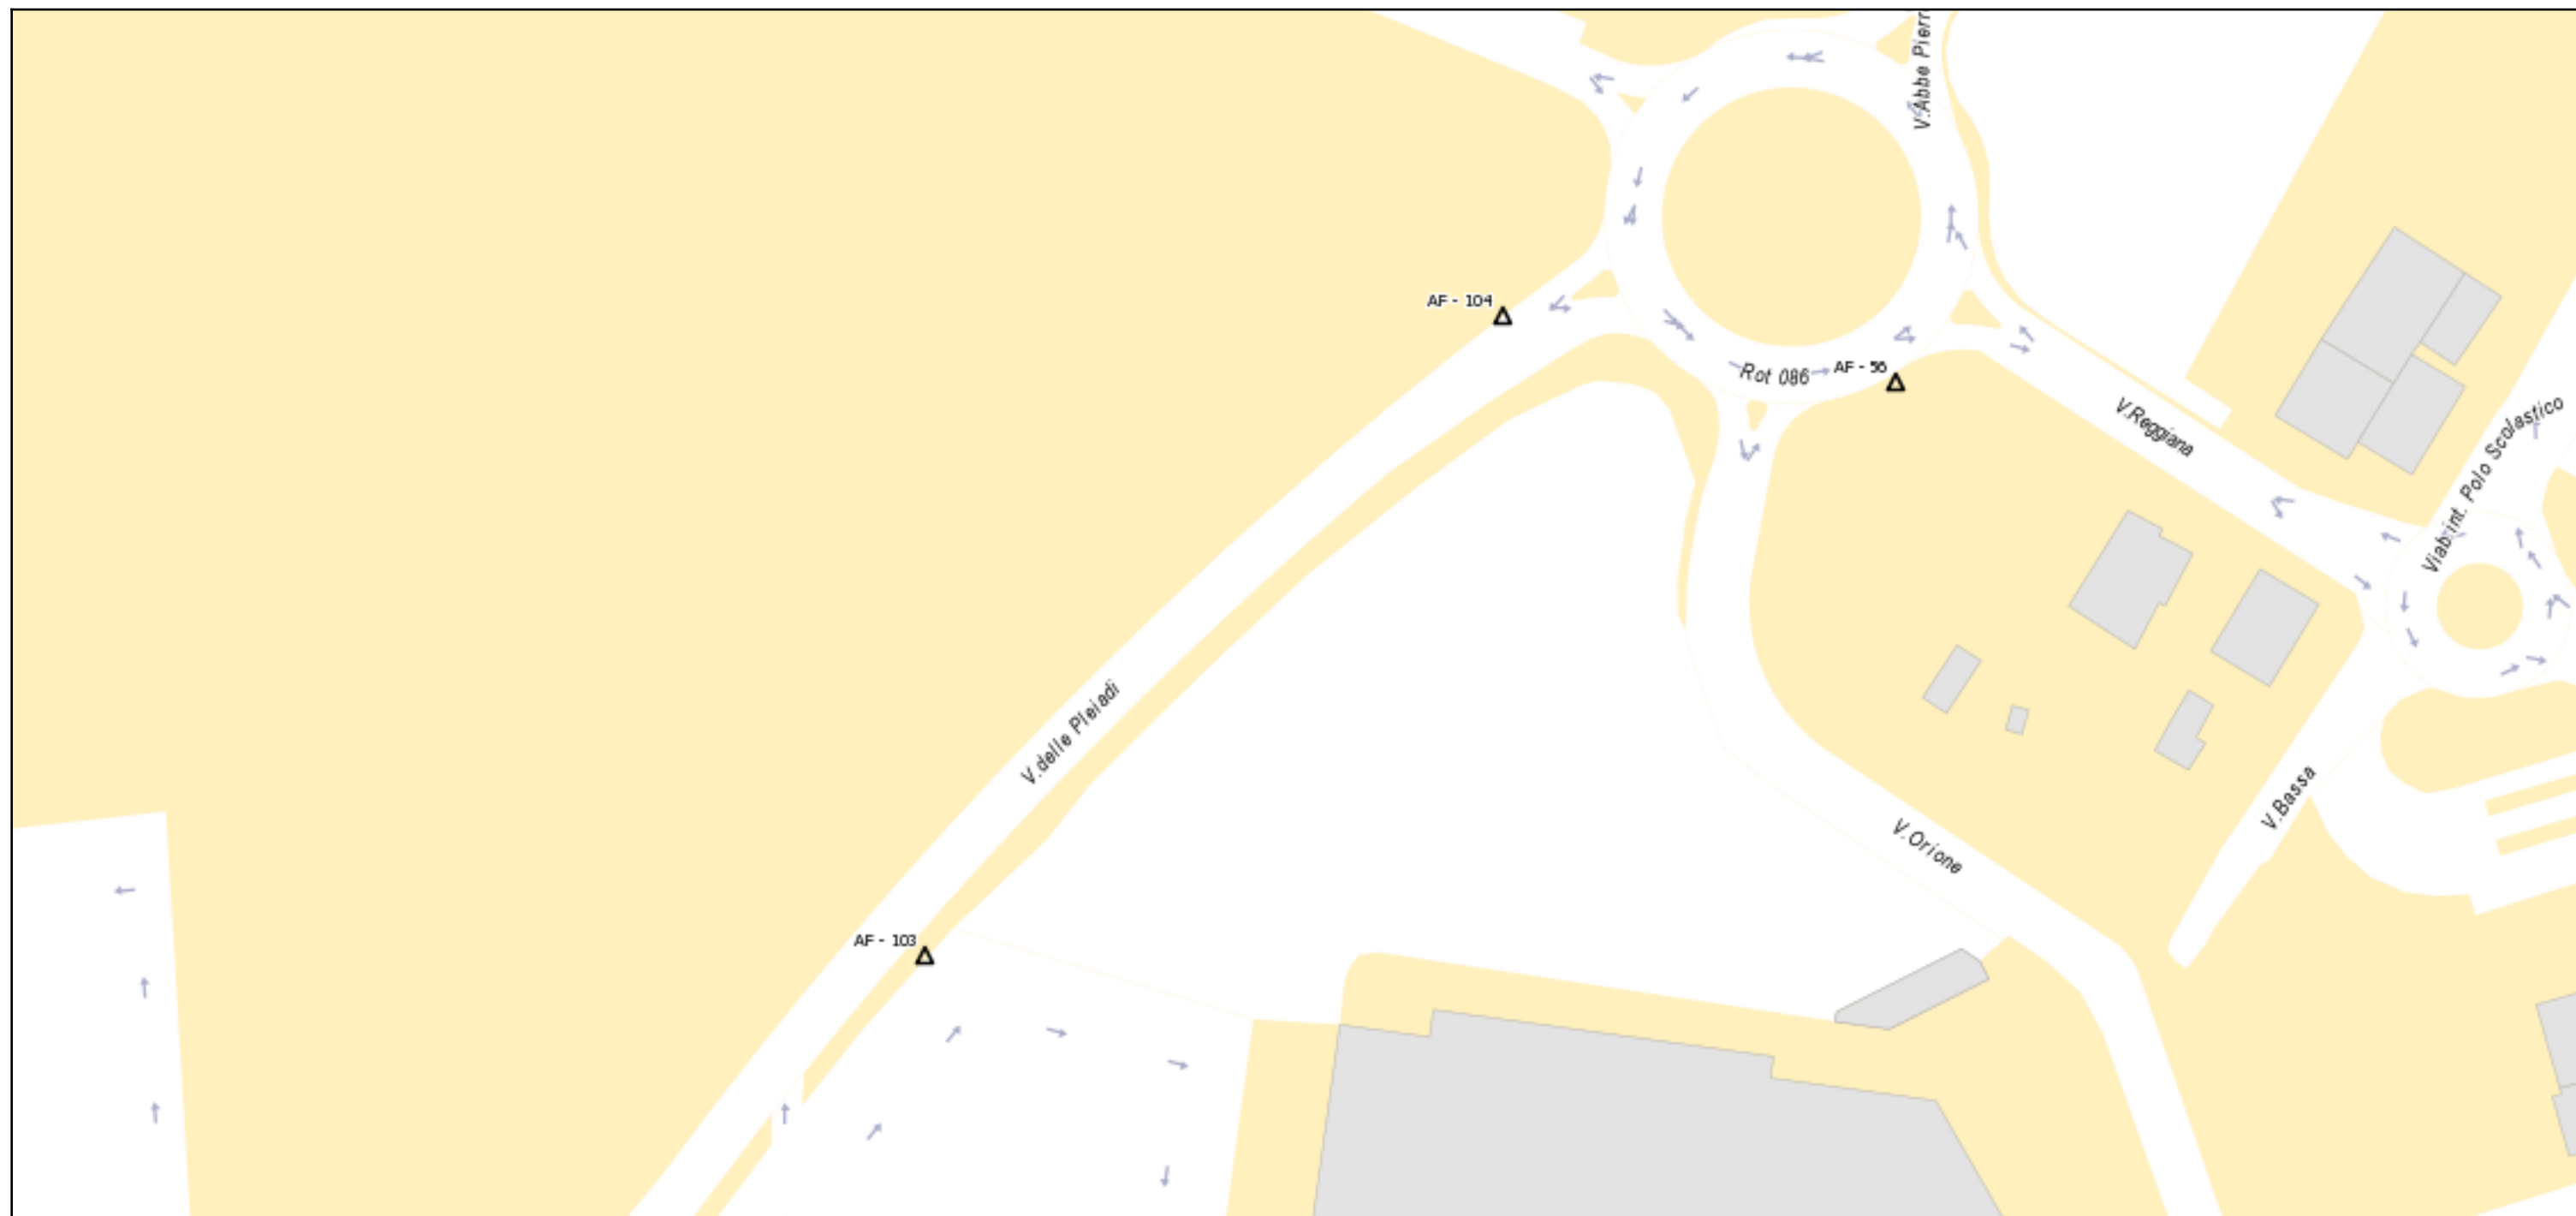 V.Abbe Pierr
AF - 104
Rot 086
AF - 56
V.Reggiana
Viab.int. Polo Scolastico
V.delle Pleiadi
V.Bassa
V.Orione
AF - 103